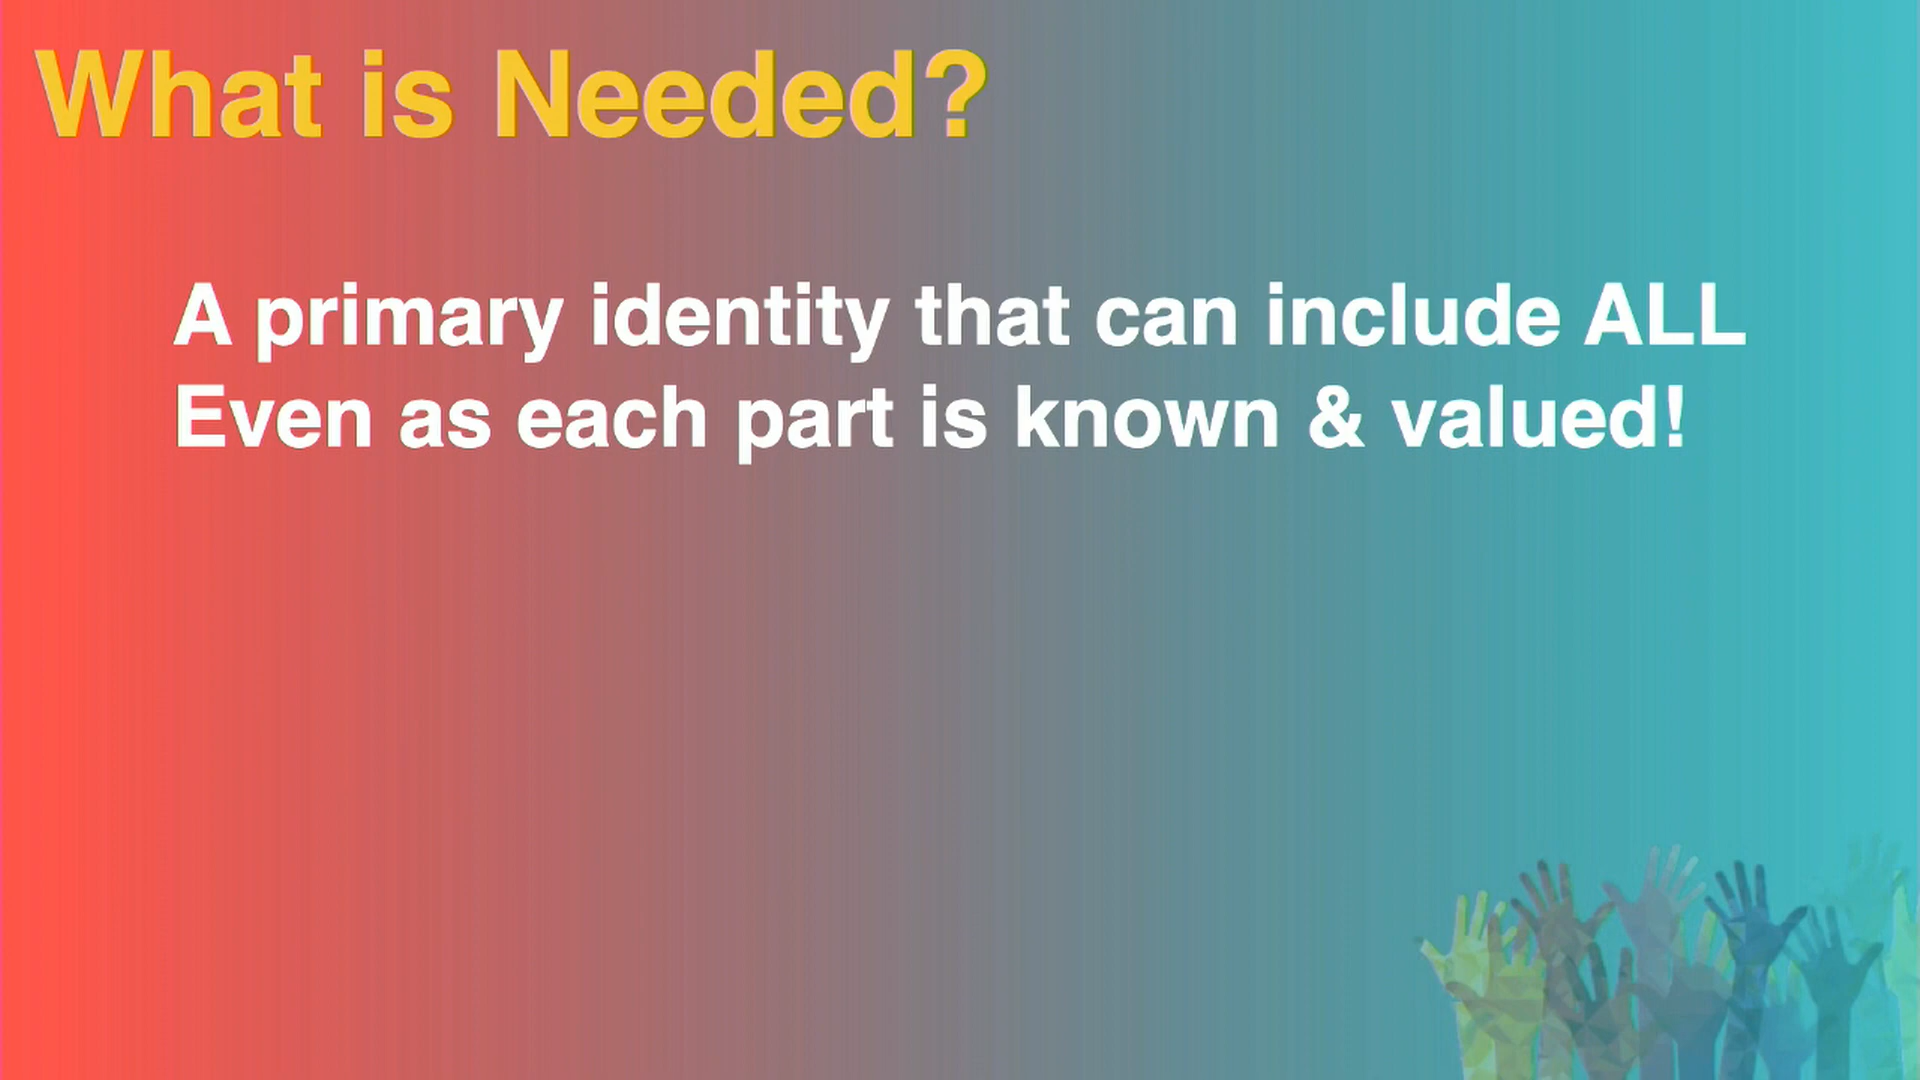 What is Needed?
A primary identity that can include ALL
Even as each part is known & valued!